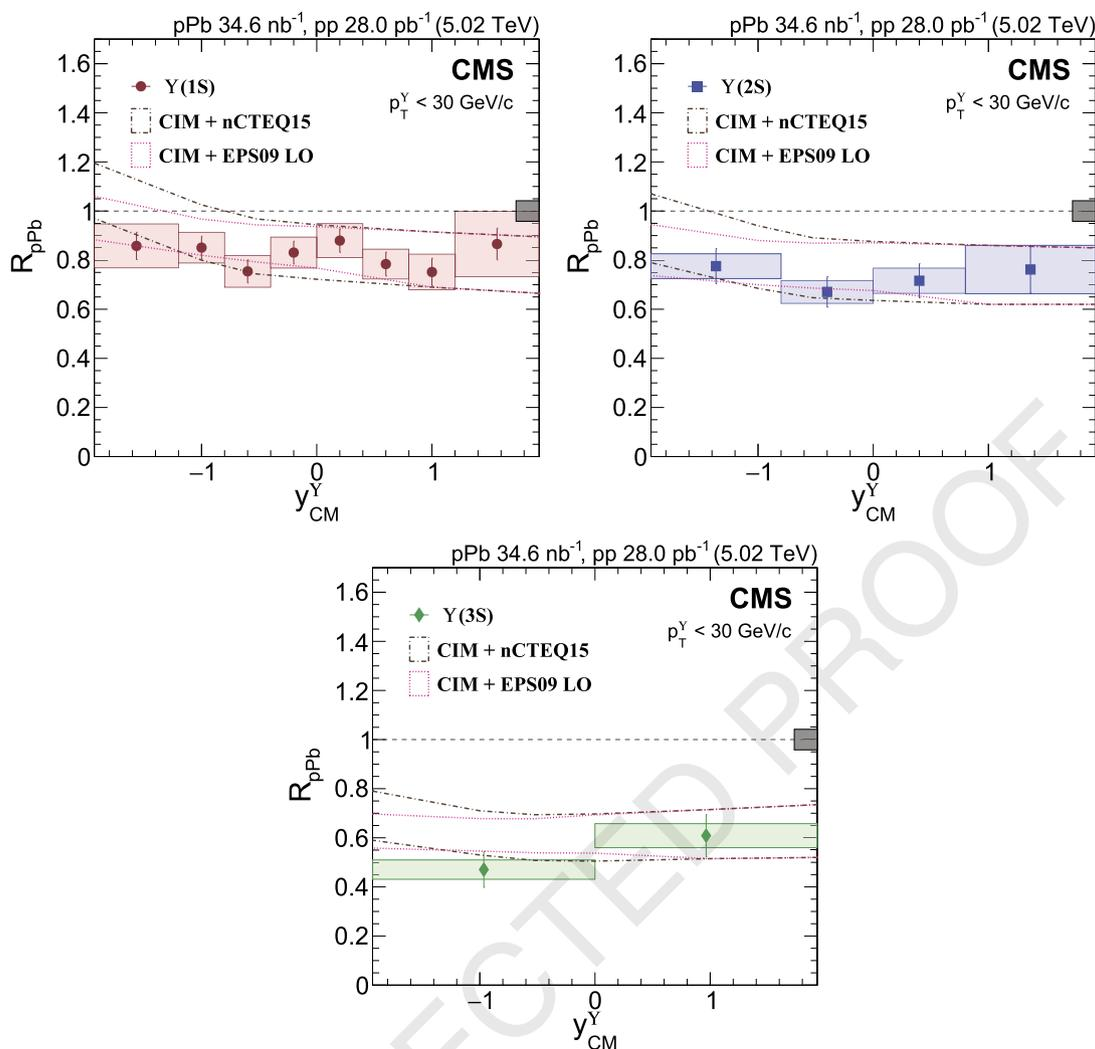 pPb 34.6 nb⁻¹, pp 28.0 pb⁻¹ (5.02 TeV)
CMS
p_T^Υ < 30 GeV/c
Υ(1S)
CIM + nCTEQ15
CIM + EPS09 LO
R_pPb
1.6
1.4
1.2
1
0.8
0.6
0.4
0.2
0
−1 0 1
y_CM^Υ
pPb 34.6 nb⁻¹, pp 28.0 pb⁻¹ (5.02 TeV)
CMS
p_T^Υ < 30 GeV/c
Υ(2S)
CIM + nCTEQ15
CIM + EPS09 LO
R_pPb
1.6
1.4
1.2
1
0.8
0.6
0.4
0.2
0
−1 0 1
y_CM^Υ
pPb 34.6 nb⁻¹, pp 28.0 pb⁻¹ (5.02 TeV)
CMS
p_T^Υ < 30 GeV/c
Υ(3S)
CIM + nCTEQ15
CIM + EPS09 LO
R_pPb
1.6
1.4
1.2
1
0.8
0.6
0.4
0.2
0
−1 0 1
y_CM^Υ
ECTED PROOF